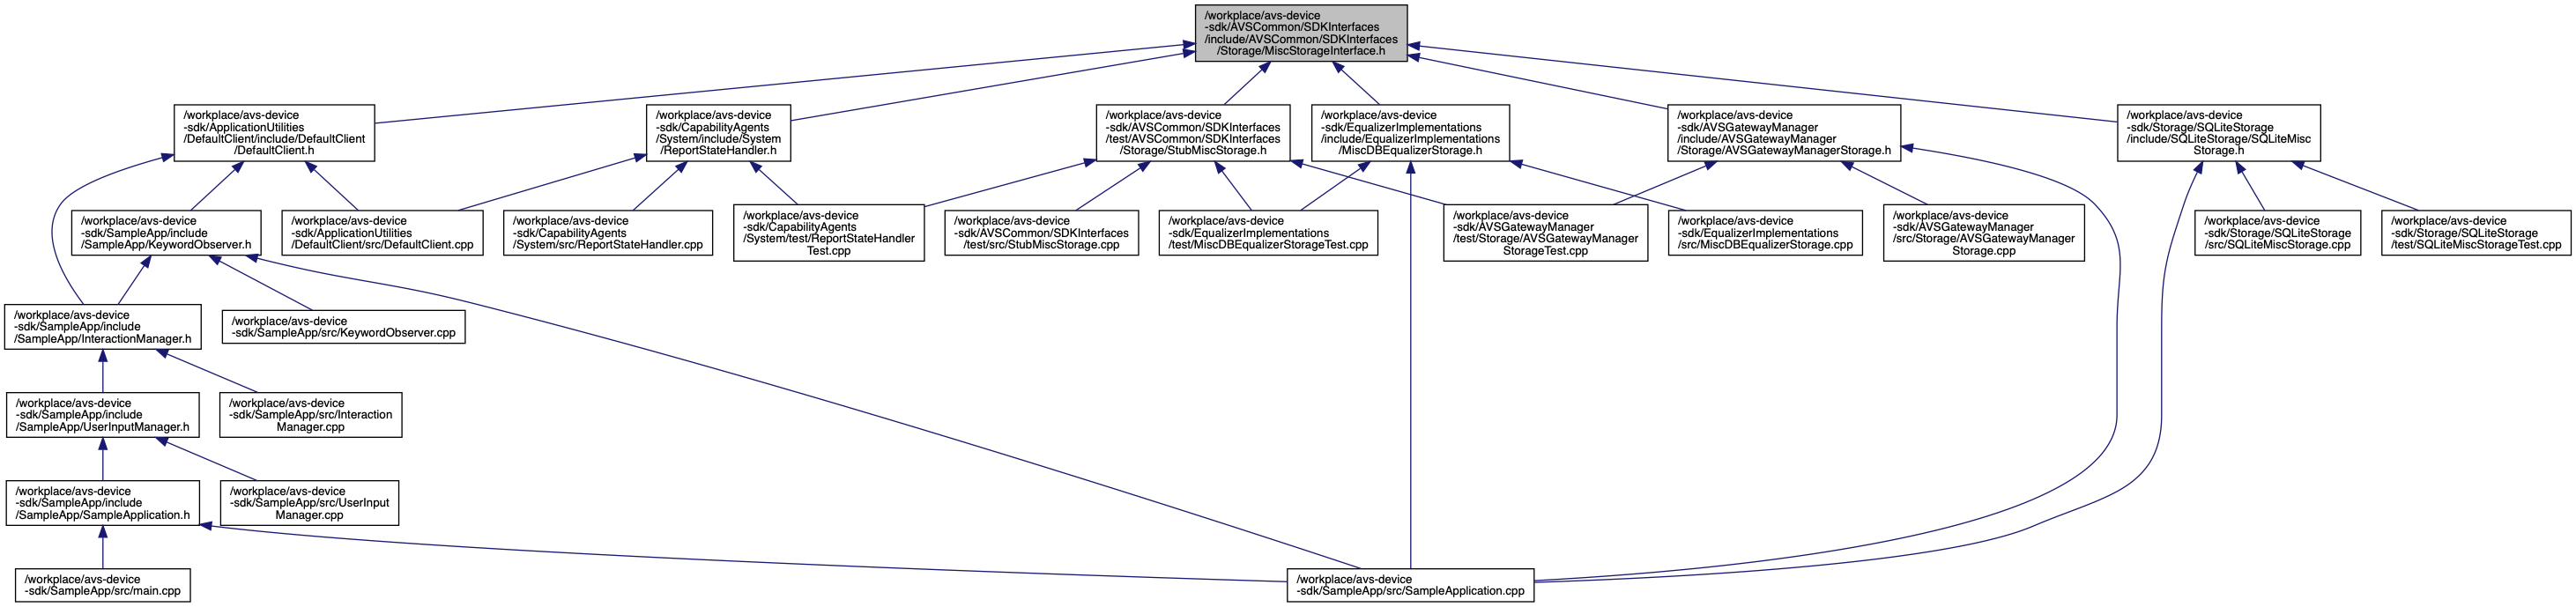 /workplace/avs-device
-sdk/AVSCommon/SDKInterfaces
/include/AVSCommon/SDKInterfaces
/Storage/MiscStorageInterface.h
/workplace/avs-device
-sdk/ApplicationUtilities
/DefaultClient/include/DefaultClient
/DefaultClient.h
/workplace/avs-device
-sdk/CapabilityAgents
/System/include/System
/ReportStateHandler.h
/workplace/avs-device
-sdk/AVSCommon/SDKInterfaces
/test/AVSCommon/SDKInterfaces
/Storage/StubMiscStorage.h
/workplace/avs-device
-sdk/EqualizerImplementations
/include/EqualizerImplementations
/MiscDBEqualizerStorage.h
/workplace/avs-device
-sdk/AVSGatewayManager
/include/AVSGatewayManager
/Storage/AVSGatewayManagerStorage.h
/workplace/avs-device
-sdk/Storage/SQLiteStorage
/include/SQLiteStorage/SQLiteMisc
Storage.h
/workplace/avs-device
-sdk/SampleApp/include
/SampleApp/KeywordObserver.h
/workplace/avs-device
-sdk/ApplicationUtilities
/DefaultClient/src/DefaultClient.cpp
/workplace/avs-device
-sdk/CapabilityAgents
/System/src/ReportStateHandler.cpp
/workplace/avs-device
-sdk/CapabilityAgents
/System/test/ReportStateHandler
Test.cpp
/workplace/avs-device
-sdk/AVSCommon/SDKInterfaces
/test/src/StubMiscStorage.cpp
/workplace/avs-device
-sdk/EqualizerImplementations
/test/MiscDBEqualizerStorageTest.cpp
/workplace/avs-device
-sdk/AVSGatewayManager
/test/Storage/AVSGatewayManager
StorageTest.cpp
/workplace/avs-device
-sdk/EqualizerImplementations
/src/MiscDBEqualizerStorage.cpp
/workplace/avs-device
-sdk/AVSGatewayManager
/src/Storage/AVSGatewayManager
Storage.cpp
/workplace/avs-device
-sdk/Storage/SQLiteStorage
/src/SQLiteMiscStorage.cpp
/workplace/avs-device
-sdk/Storage/SQLiteStorage
/test/SQLiteMiscStorageTest.cpp
/workplace/avs-device
-sdk/SampleApp/include
/SampleApp/InteractionManager.h
/workplace/avs-device
-sdk/SampleApp/src/KeywordObserver.cpp
/workplace/avs-device
-sdk/SampleApp/include
/SampleApp/UserInputManager.h
/workplace/avs-device
-sdk/SampleApp/src/Interaction
Manager.cpp
/workplace/avs-device
-sdk/SampleApp/include
/SampleApp/SampleApplication.h
/workplace/avs-device
-sdk/SampleApp/src/UserInput
Manager.cpp
/workplace/avs-device
-sdk/SampleApp/src/main.cpp
/workplace/avs-device
-sdk/SampleApp/src/SampleApplication.cpp